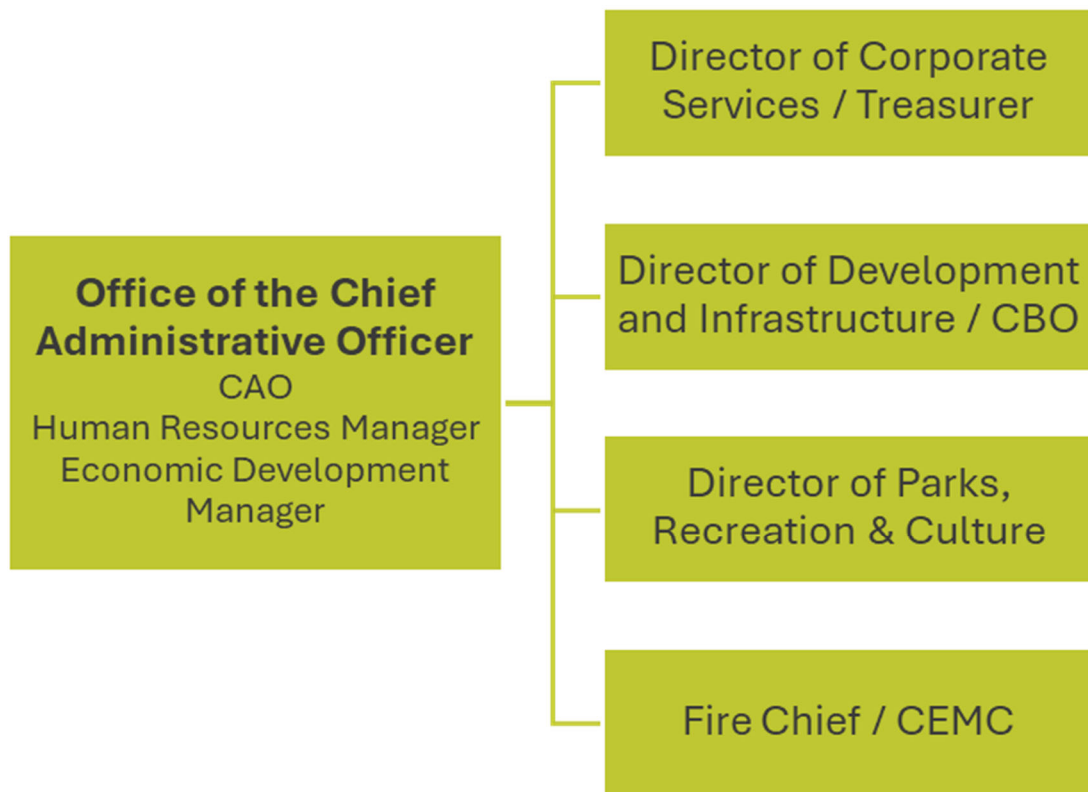 Office of the Chief
Administrative Officer
CAO
Human Resources Manager
Economic Development
Manager
Director of Corporate
Services / Treasurer
Director of Development
and Infrastructure / CBO
Director of Parks,
Recreation & Culture
Fire Chief / CEMC